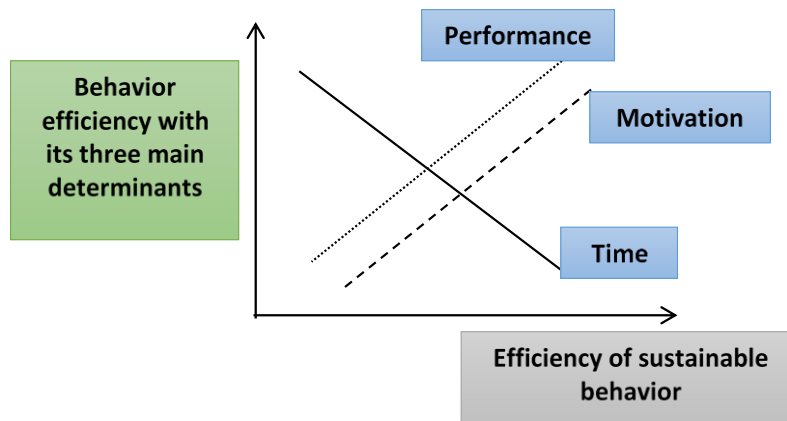 Performance
Behavior
efficiency with
its three main
determinants
Motivation
Time
Efficiency of sustainable
behavior